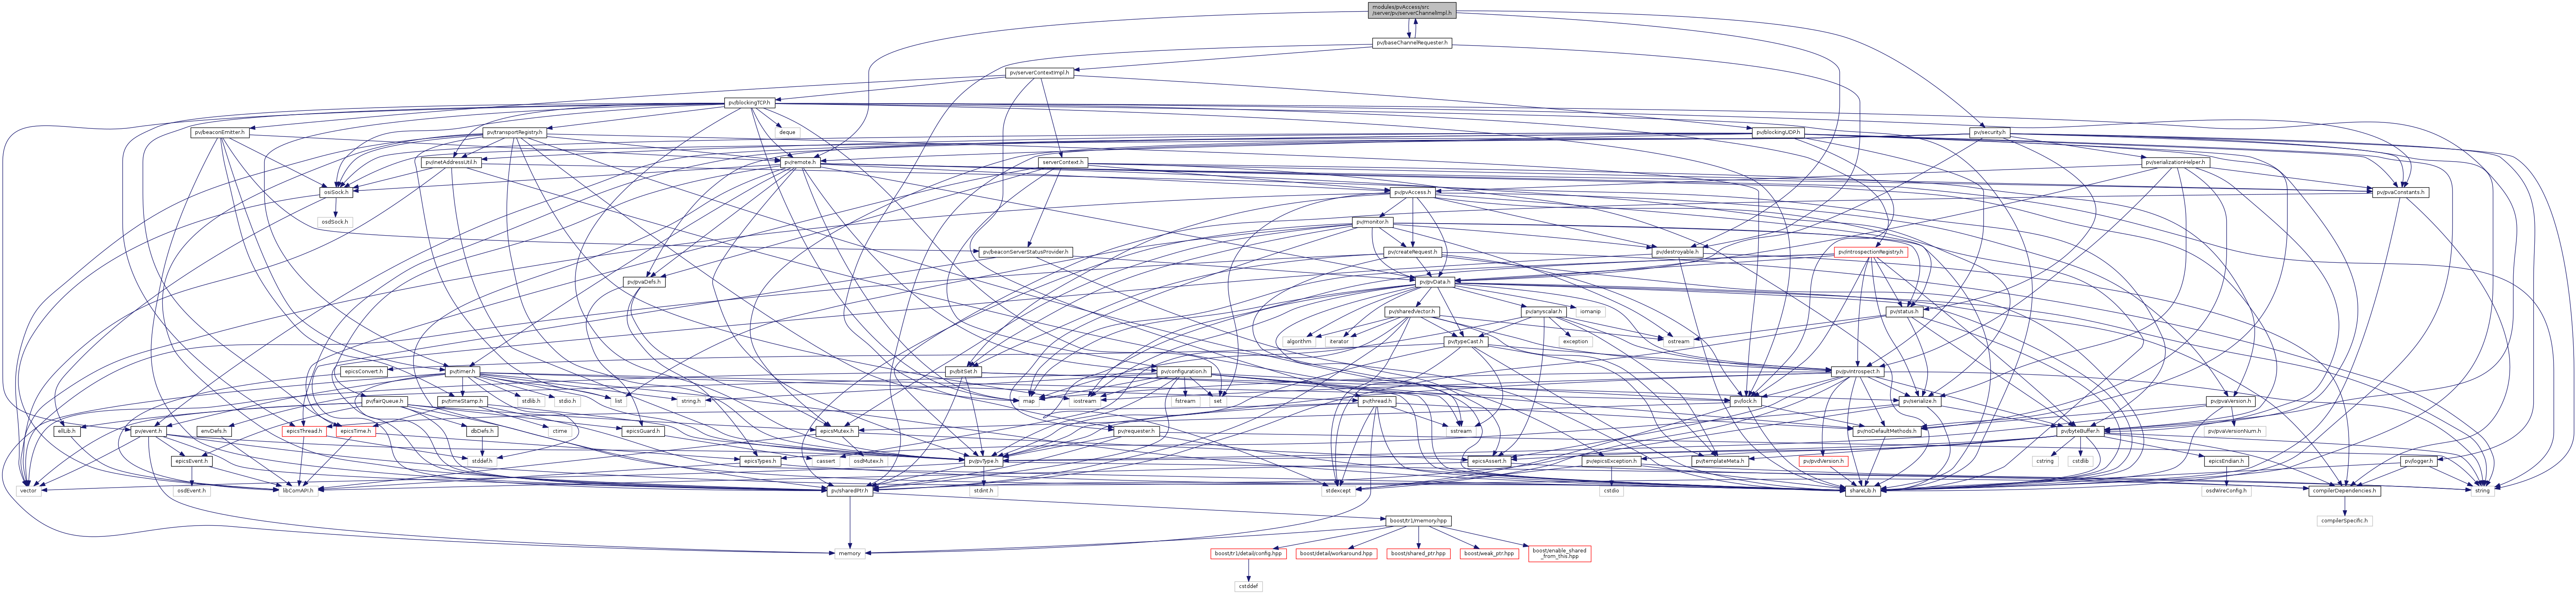 modules/pvAccess/src
/server/pv/serverChannelImpl.h
pv/baseChannelRequester.h
pv/serverContextImpl.h
pv/blockingTCP.h
pv/beaconEmitter.h
pv/transportRegistry.h
deque
pv/blockingUDP.h
pv/security.h
pv/inetAddressUtil.h
pv/remote.h
serverContext.h
pv/serializationHelper.h
osiSock.h
pv/pvAccess.h
pv/pvaConstants.h
osdSock.h
pv/monitor.h
pv/beaconServerStatusProvider.h
pv/createRequest.h
pv/destroyable.h
pv/introspectionRegistry.h
pv/pvaDefs.h
pv/pvData.h
pv/sharedVector.h
pv/anyscalar.h
iomanip
pv/status.h
algorithm
iterator
pv/typeCast.h
exception
ostream
epicsConvert.h
pv/timer.h
pv/bitSet.h
pv/configuration.h
pv/pvIntrospect.h
pv/fairQueue.h
pv/timeStamp.h
stdlib.h
stdio.h
list
string.h
map
iostream
fstream
set
pv/thread.h
pv/lock.h
pv/serialize.h
pv/pvaVersion.h
ellLib.h
pv/event.h
envDefs.h
epicsThread.h
epicsTime.h
dbDefs.h
ctime
epicsGuard.h
epicsMutex.h
pv/requester.h
sstream
pv/noDefaultMethods.h
pv/byteBuffer.h
pv/pvaVersionNum.h
epicsEvent.h
stddef.h
epicsTypes.h
cassert
osdMutex.h
pv/pvType.h
epicsAssert.h
pv/epicsException.h
pv/templateMeta.h
pv/pvdVersion.h
cstring
cstdlib
epicsEndian.h
pv/logger.h
vector
osdEvent.h
libComAPI.h
pv/sharedPtr.h
stdint.h
stdexcept
cstdio
shareLib.h
osdWireConfig.h
compilerDependencies.h
string
boost/tr1/memory.hpp
compilerSpecific.h
memory
boost/tr1/detail/config.hpp
boost/detail/workaround.hpp
boost/shared_ptr.hpp
boost/weak_ptr.hpp
boost/enable_shared
_from_this.hpp
cstddef